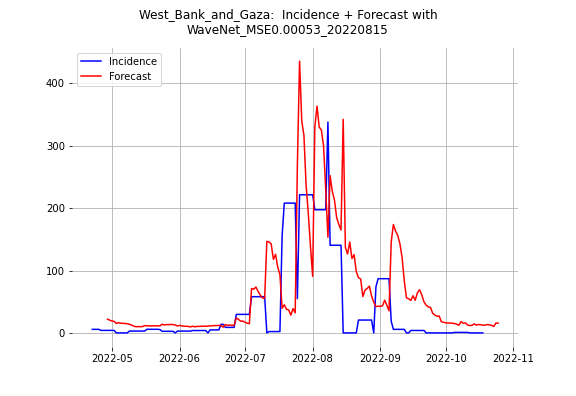 West_Bank_and_Gaza:  Incidence + Forecast with
WaveNet_MSE0.00053_20220815
Incidence
Forecast
400
300
200
100
0
2022-05 2022-06 2022-07 2022-08 2022-09 2022-10 2022-11